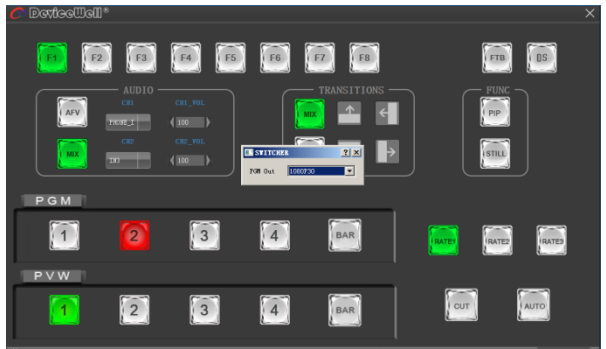 DeviceWell®
F1 F2 F3 F4 F5 F6 F7 F8 FTB
AUDIO TRANSITIONS FUNC
CH1 CH1_VOL
AFV PHONE_I 100 MIX PIP
CH2 CH2_VOL
MIX IN3 100 STILL
SWITCHER ? X
PGM Out 1080P30
PGM
1 2 3 4 BAR RATE1 RATE2 RATE3
PVW
1 2 3 4 BAR CUT AUTO